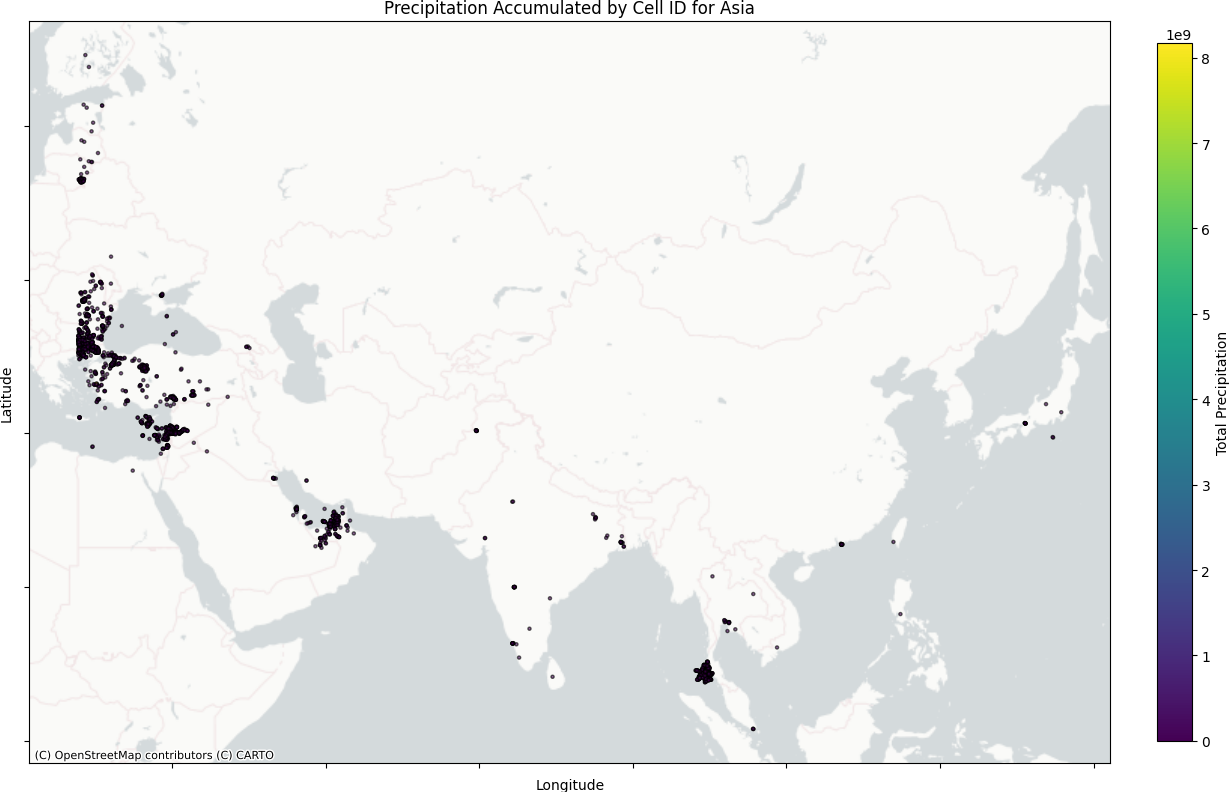 Precipitation Accumulated by Cell ID for Asia
1e9
8
7
6
5
4
3
2
1
0
Total Precipitation
Latitude
(C) OpenStreetMap contributors (C) CARTO
Longitude